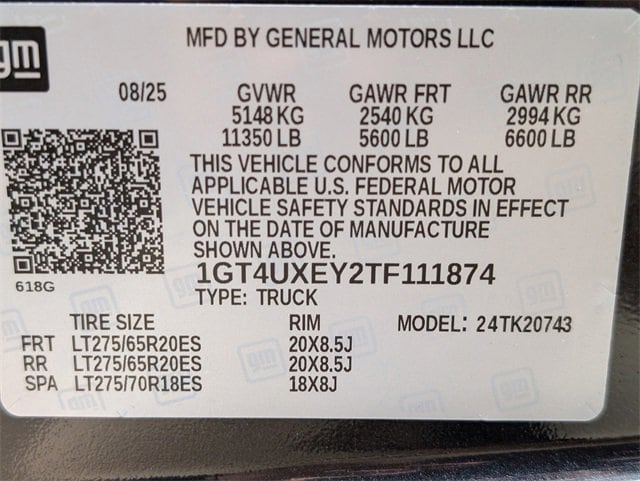 gm
MFD BY GENERAL MOTORS LLC
08/25 GVWR GAWR FRT GAWR RR
5148 KG 2540 KG 2994 KG
11350 LB 5600 LB 6600 LB
THIS VEHICLE CONFORMS TO ALL
APPLICABLE U.S. FEDERAL MOTOR
VEHICLE SAFETY STANDARDS IN EFFECT
ON THE DATE OF MANUFACTURE
SHOWN ABOVE.
1GT4UXEY2TF111874
618G
TYPE: TRUCK
TIRE SIZE RIM MODEL: 24TK20743
FRT LT275/65R20ES 20X8.5J
RR LT275/65R20ES 20X8.5J
SPA LT275/70R18ES 18X8J